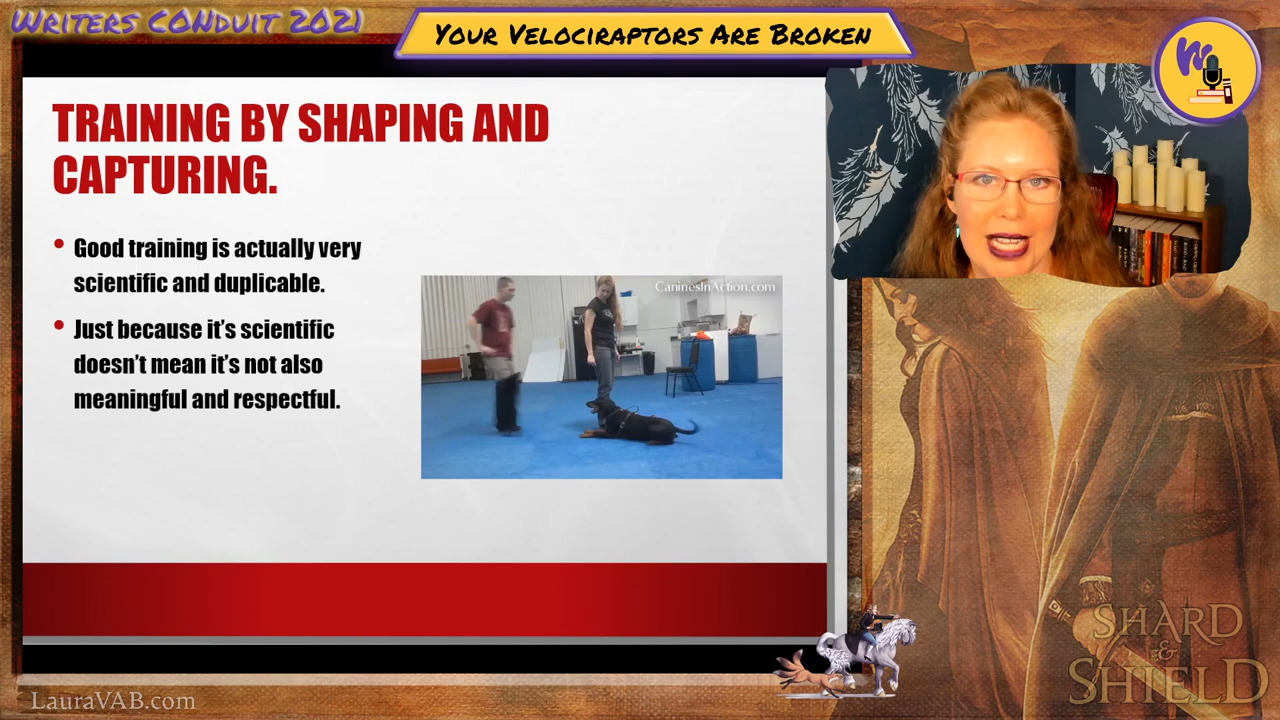 Writers CONduit 2021
Your Velociraptors Are Broken
W
TRAINING BY SHAPING AND
CAPTURING.
• Good training is actually very
scientific and duplicable.
• Just because it's scientific
doesn't mean it's not also
meaningful and respectful.
CaninesInAction.com
SHARD
&
SHIELD
LauraVAB.com